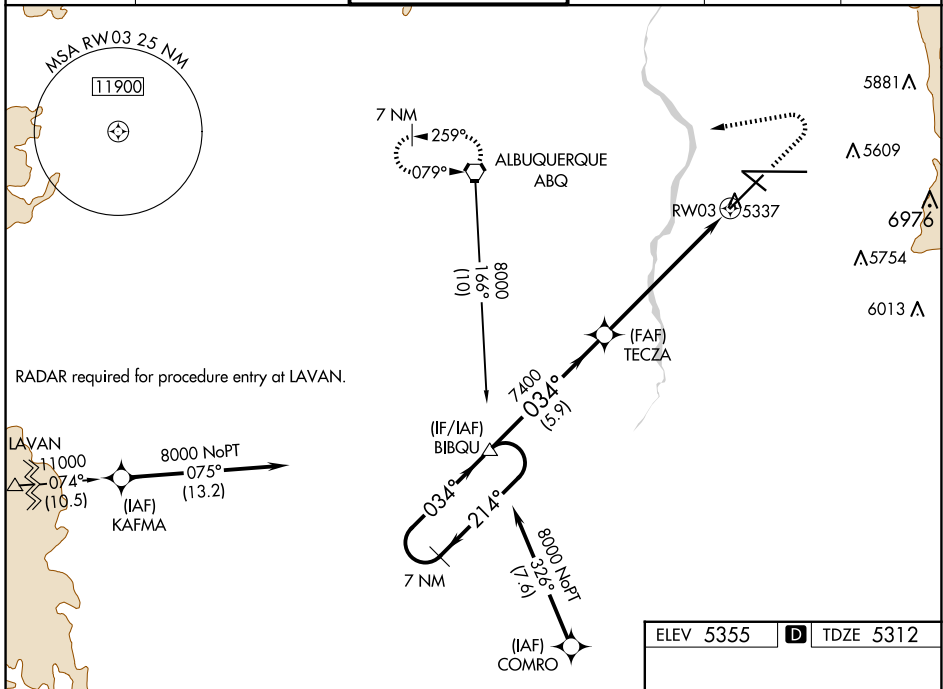 MSA RW03 25 NM
11900
7 NM
259°
079°
ALBUQUERQUE
ABQ
5881
5609
RW03
5337
6976
5754
6013
8000
166°
(10)
(FAF)
TECZA
RADAR required for procedure entry at LAVAN.
7400
034°
(5.9)
(IF/IAF)
BIBQU
LAVAN
11000
074°
(10.5)
(IAF)
KAFMA
8000 NoPT
075°
(13.2)
034°
214°
7 NM
8000 NoPT
326°
(7.6)
(IAF)
COMRO
ELEV 5355 D TDZE 5312